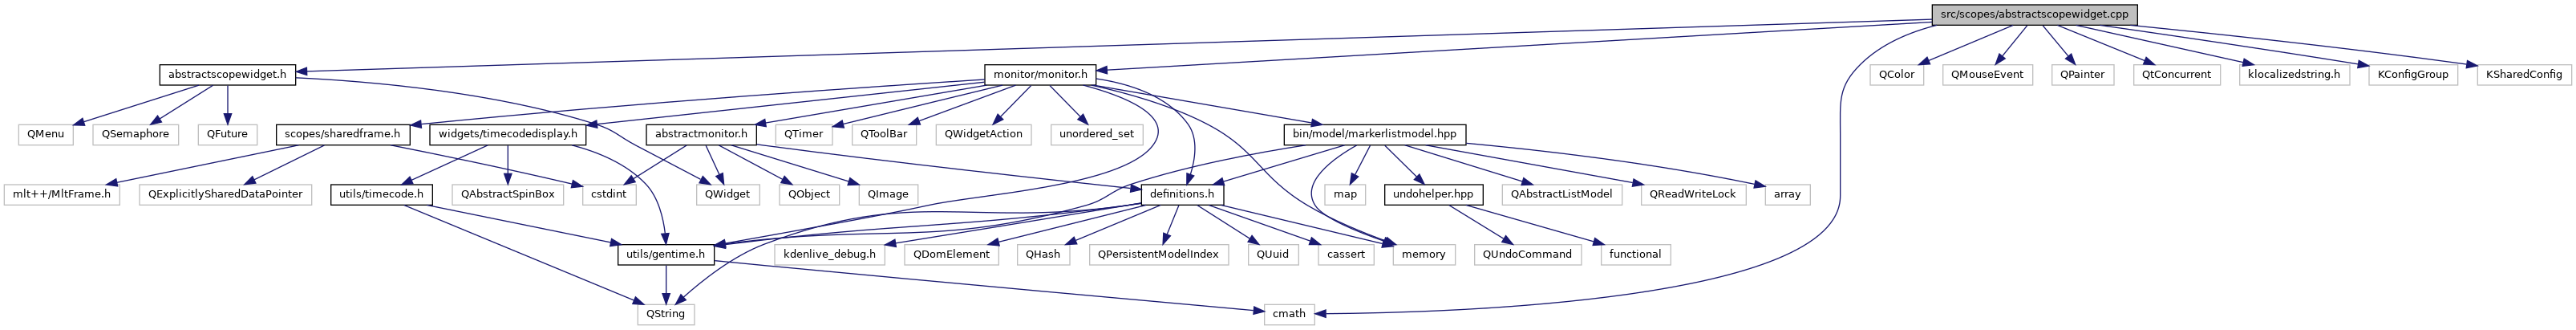 src/scopes/abstractscopewidget.cpp
abstractscopewidget.h
monitor/monitor.h
QColor
QMouseEvent
QPainter
QtConcurrent
klocalizedstring.h
KConfigGroup
KSharedConfig
QMenu
QSemaphore
QFuture
scopes/sharedframe.h
widgets/timecodedisplay.h
abstractmonitor.h
QTimer
QToolBar
QWidgetAction
unordered_set
bin/model/markerlistmodel.hpp
mlt++/MltFrame.h
QExplicitlySharedDataPointer
utils/timecode.h
QAbstractSpinBox
cstdint
QWidget
QObject
QImage
definitions.h
map
undohelper.hpp
QAbstractListModel
QReadWriteLock
array
utils/gentime.h
kdenlive_debug.h
QDomElement
QHash
QPersistentModelIndex
QUuid
cassert
memory
QUndoCommand
functional
QString
cmath